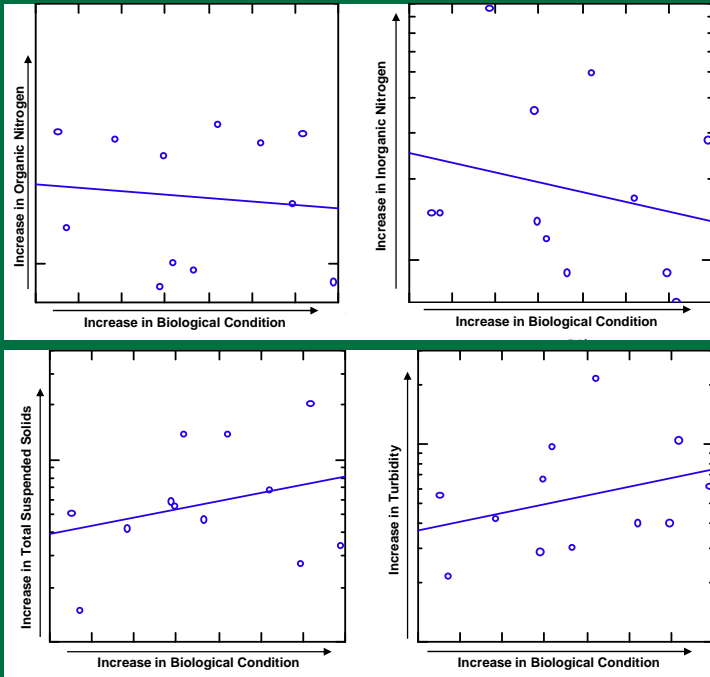 Increase in Organic Nitrogen
Increase in Biological Condition
Increase in Inorganic Nitrogen
Increase in Biological Condition
Increase in Total Suspended Solids
Increase in Biological Condition
Increase in Turbidity
Increase in Biological Condition